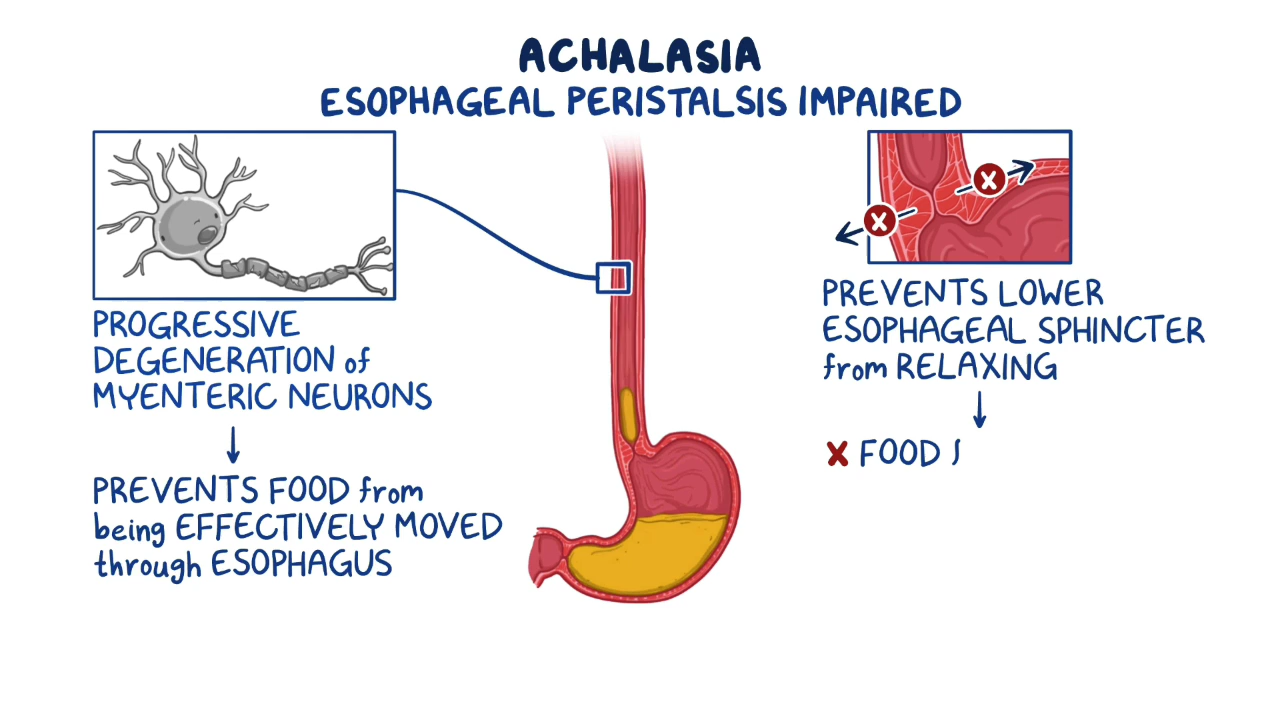 ACHALASIA
ESOPHAGEAL PERISTALSIS IMPAIRED
PROGRESSIVE
DEGENERATION of
MYENTERIC NEURONS
PREVENTS FOOD from
being EFFECTIVELY MOVED
through ESOPHAGUS
X
X
PREVENTS LOWER
ESOPHAGEAL SPHINCTER
from RELAXING
X FOOD